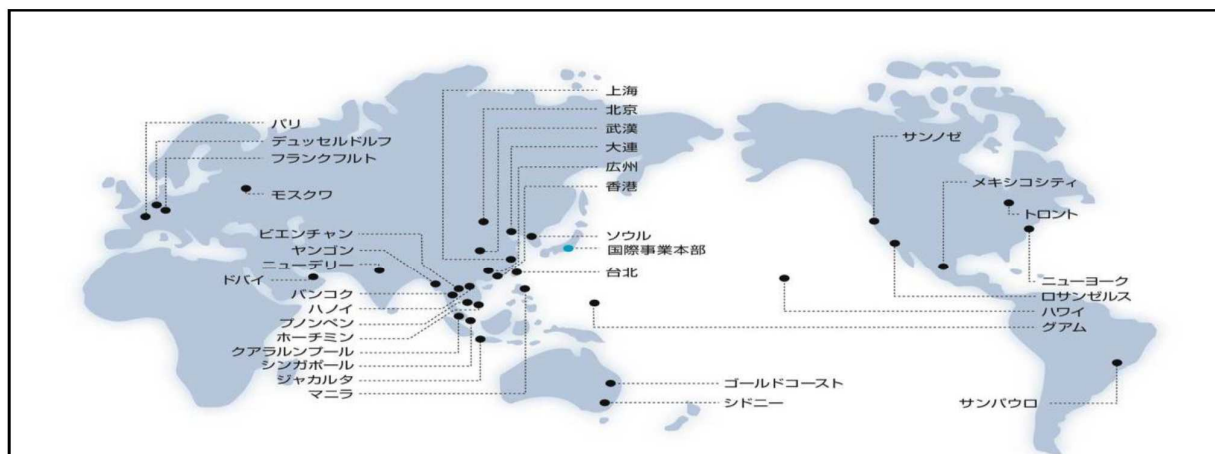 上海
北京
武漢
大連
広州
香港
パリ
デュッセルドルフ
フランクフルト
モスクワ
ビエンチャン
ヤンゴン
ニューデリー
ドバイ
バンコク
ハノイ
プノンペン
ホーチミン
クアラルンプール
シンガポール
ジャカルタ
マニラ
ソウル
国際事業本部
台北
ゴールドコースト
シドニー
サンノゼ
メキシコシティ
トロント
ニューヨーク
ロサンゼルス
ハワイ
グアム
サンパウロ